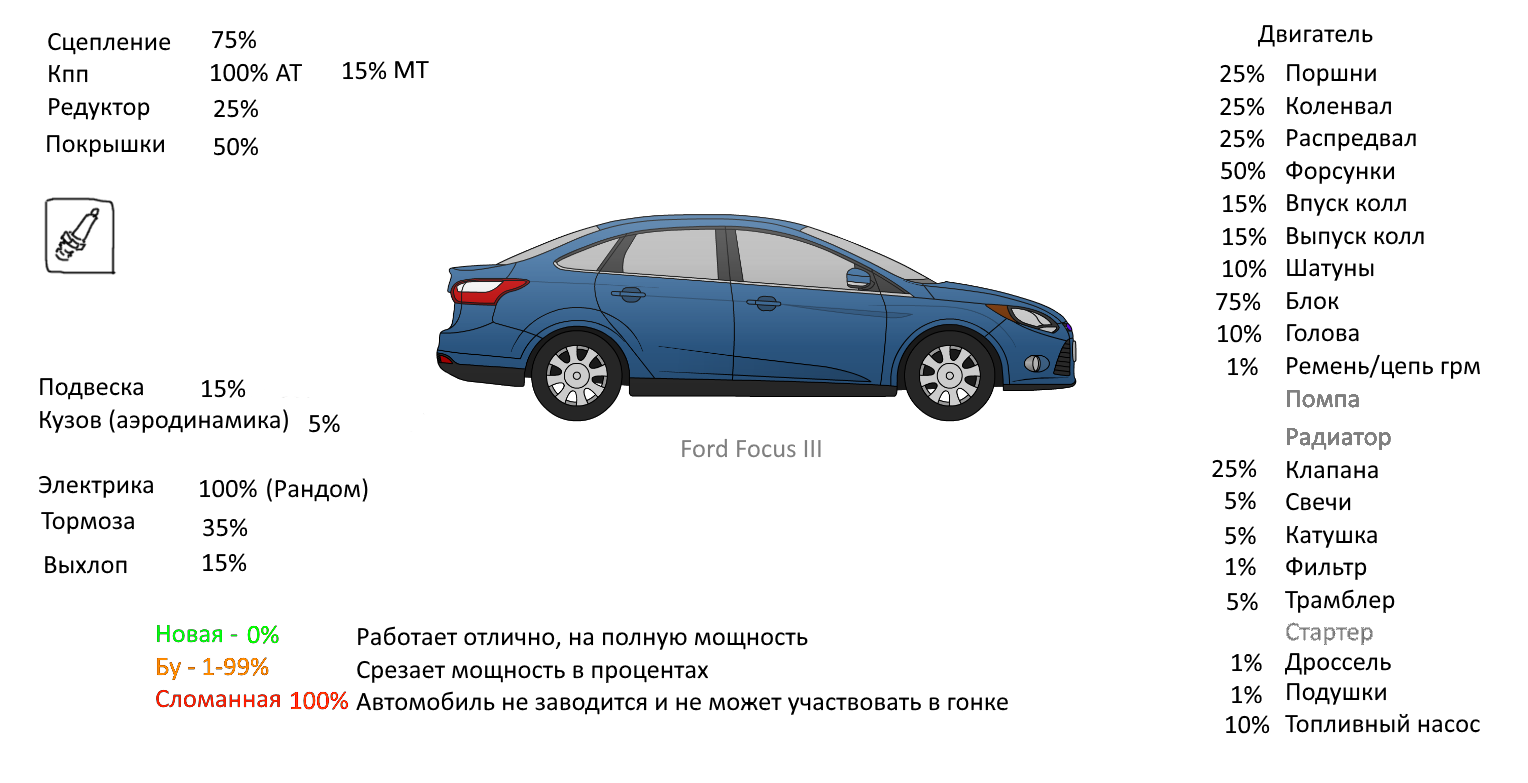 Сцепление 75%
Кпп 100% АТ 15% МТ
Редуктор 25%
Покрышки 50%
Подвеска 15%
Кузов (аэродинамика) 5%
Электрика 100% (Рандом)
Тормоза 35%
Выхлоп 15%
Ford Focus III
Двигатель
25% Поршни
25% Коленвал
25% Распредвал
50% Форсунки
15% Впуск колл
15% Выпуск колл
10% Шатуны
75% Блок
10% Голова
1% Ремень/цепь грм
Помпа
Радиатор
25% Клапана
5% Свечи
5% Катушка
1% Фильтр
5% Трамблер
Стартер
1% Дроссель
1% Подушки
10% Топливный насос
Новая - 0% Работает отлично, на полную мощность
Бу - 1-99% Срезает мощность в процентах
Сломанная 100% Автомобиль не заводится и не может участвовать в гонке